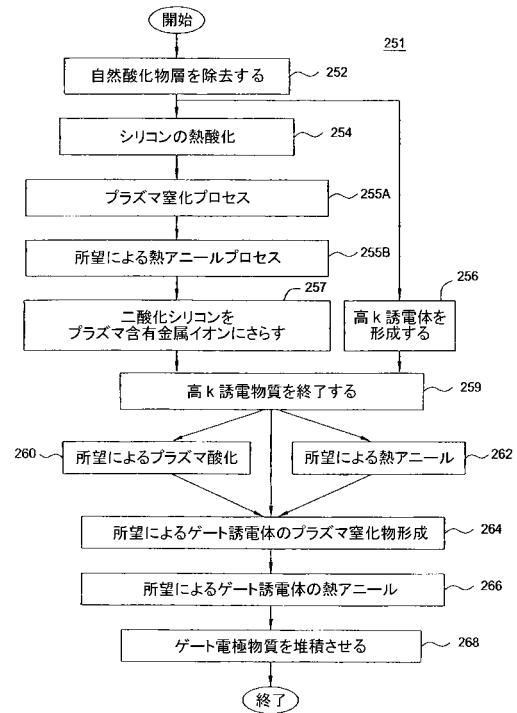 開始
251
自然酸化物層を除去する
252
シリコンの熱酸化
254
プラズマ窒化プロセス
255A
所望による熱アニールプロセス
255B
257
二酸化シリコンを
プラズマ含有金属イオンにさらす
256
高k誘電体を
形成する
高k誘電物質を終了する
259
260
所望によるプラズマ酸化
所望による熱アニール
262
所望によるゲート誘電体のプラズマ窒化物形成
264
所望によるゲート誘電体の熱アニール
266
ゲート電極物質を堆積させる
268
終了